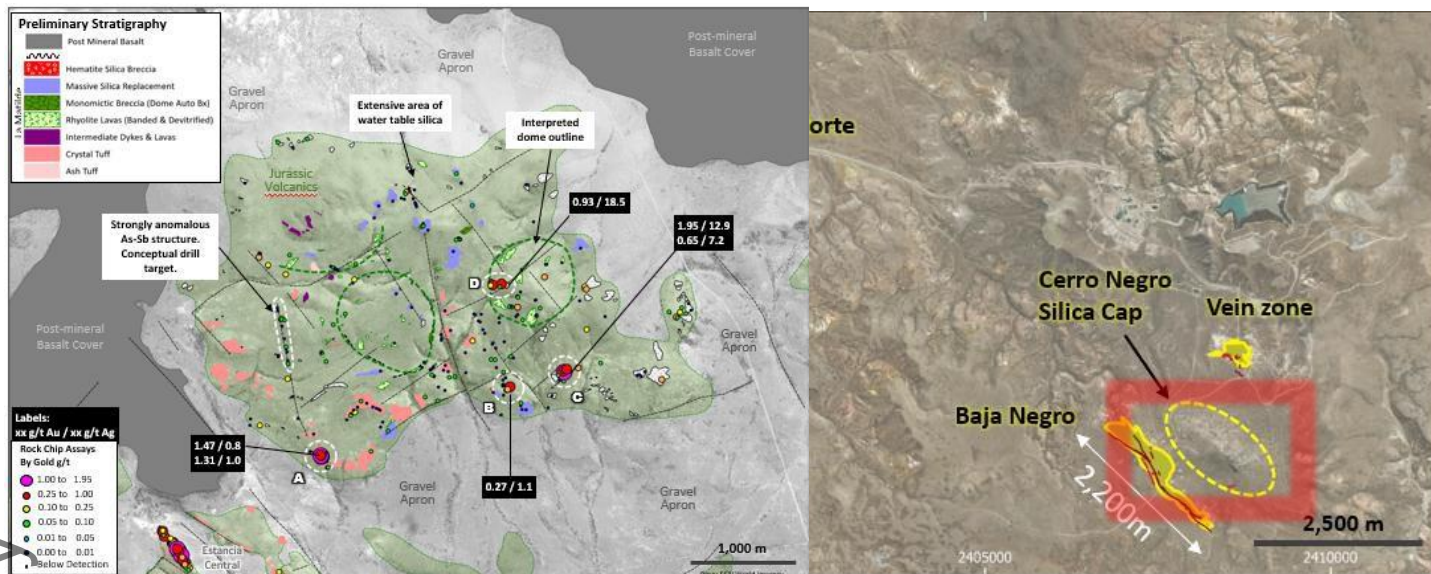 Preliminary Stratigraphy
Post Mineral Basalt
La Matilde
Hematite Silica Breccia
Massive Silica Replacement
Monomictic Breccia (Dome Auto Bx)
Rhyolite Lavas (Banded & Devitrified)
Intermediate Dykes & Lavas
Crystal Tuff
Ash Tuff
Gravel
Apron
Gravel
Apron
Post-mineral
Basalt Cover
Extensive area of
water table silica
Interpreted
dome outline
Jurassic
Volcanics
0.93 / 18.5
1.95 / 12.9
0.65 / 7.2
Strongly anomalous
As-Sb structure.
Conceptual drill
target.
D
Post-mineral
Basalt Cover
Gravel
Apron
B
C
1.47 / 0.8
1.31 / 1.0
A
0.27 / 1.1
Gravel
Apron
Gravel
Apron
Labels:
xx g/t Au / xx g/t Ag
Rock Chip Assays
By Gold g/t
1.00 to 1.95
0.25 to 1.00
0.10 to 0.25
0.05 to 0.10
0.01 to 0.05
0.00 to 0.01
Below Detection
Estancia
Central
1,000 m
2405000
2410000
orte
Cerro Negro
Silica Cap
Vein zone
Baja Negro
2,200m
2,500 m
2405000
2410000